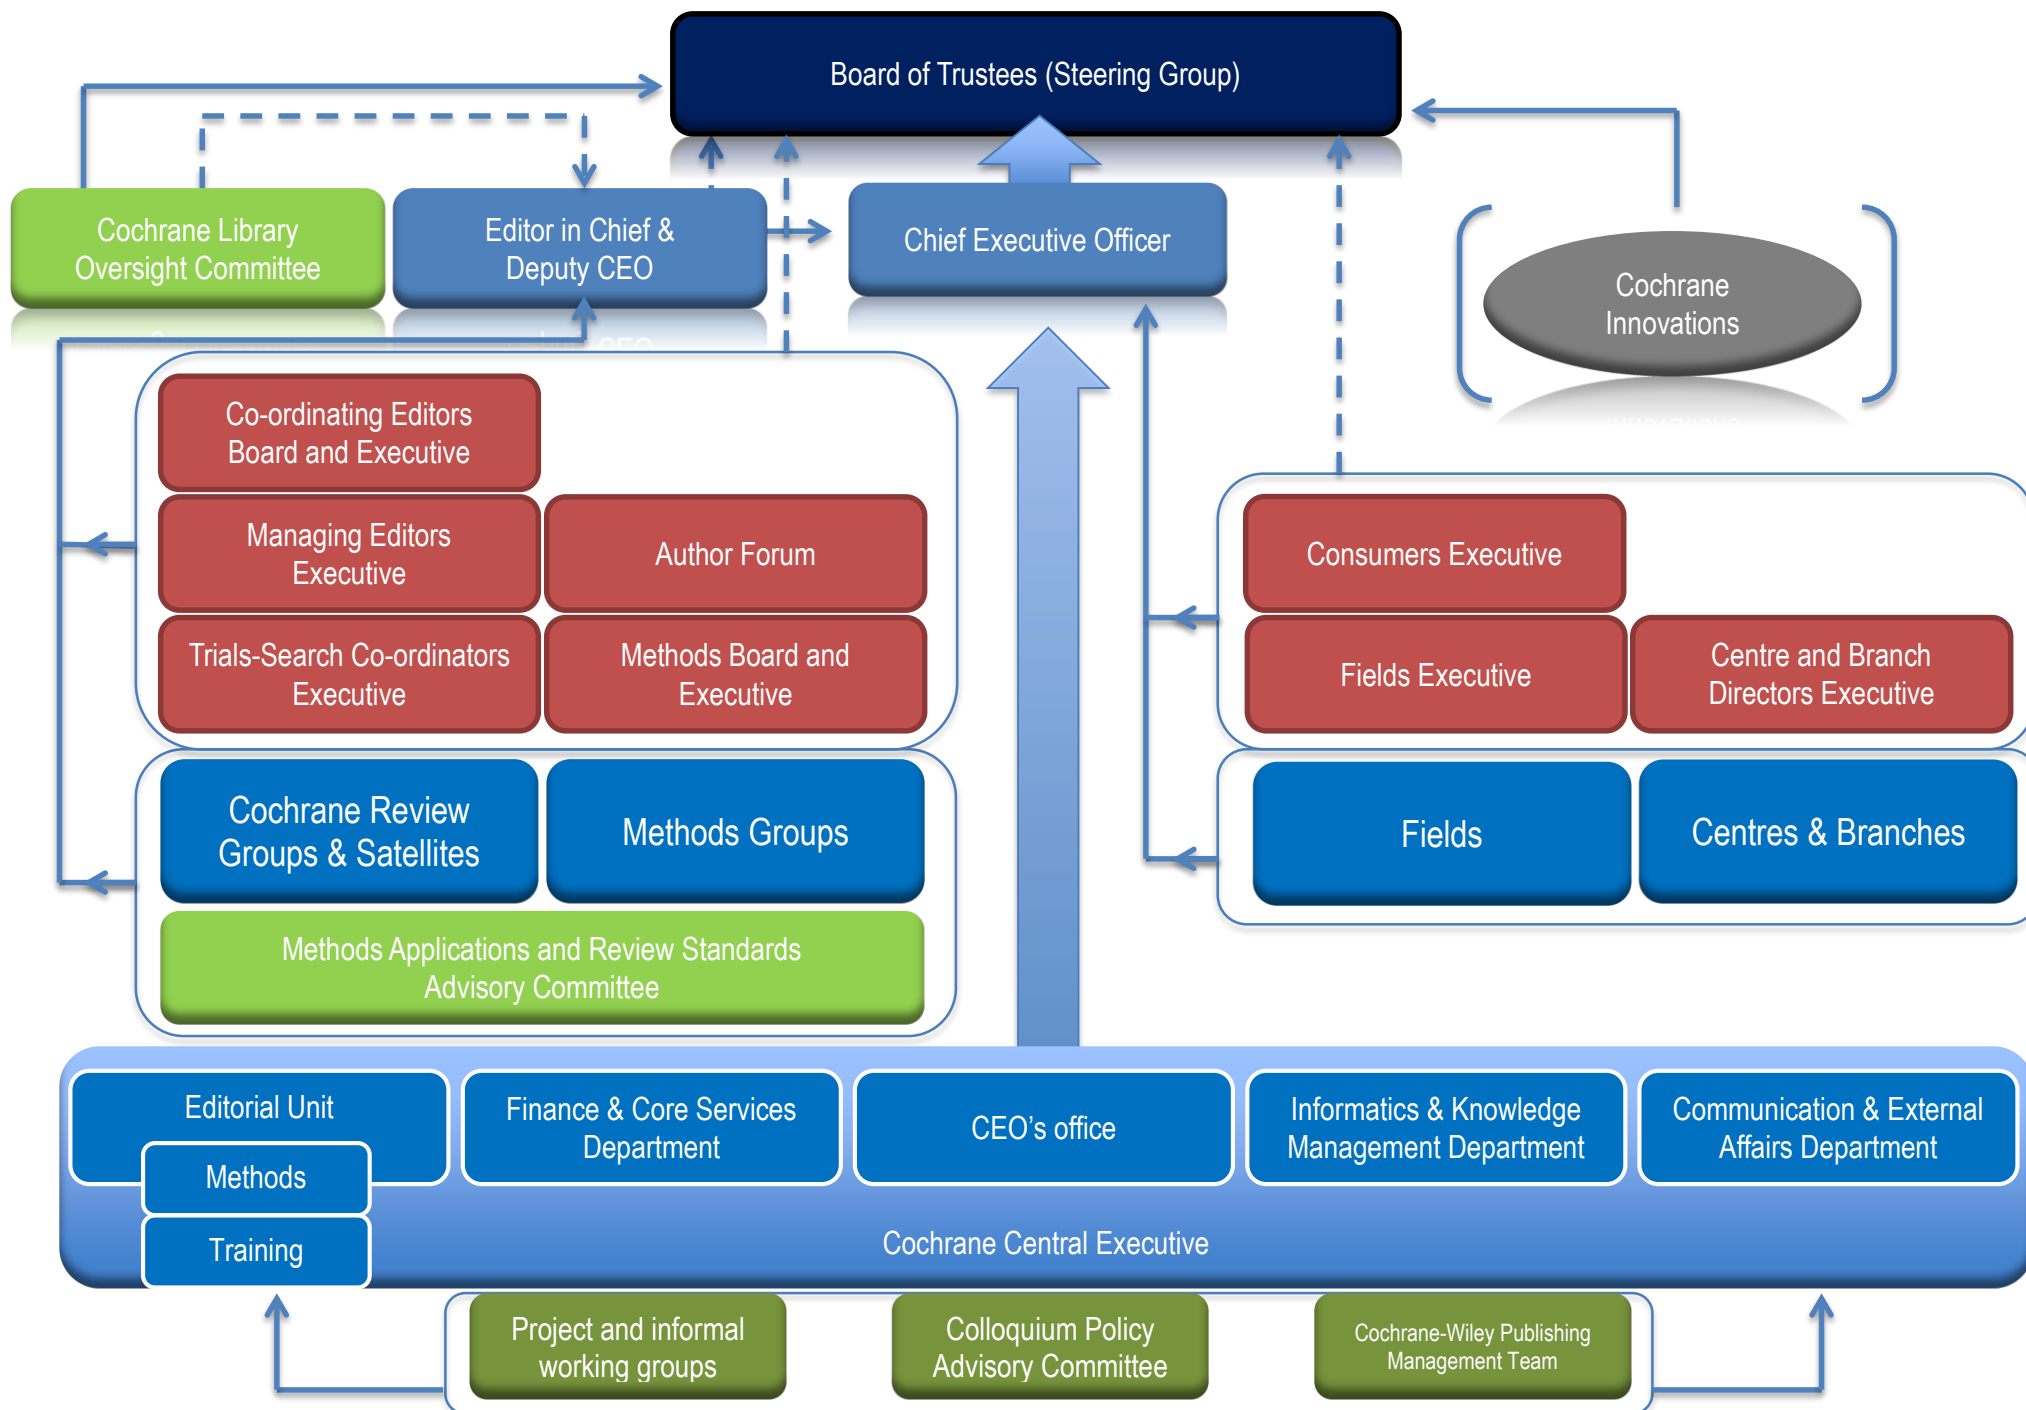 Board of Trustees (Steering Group)
Cochrane Library
Oversight Committee
Editor in Chief &
Deputy CEO
Chief Executive Officer
Cochrane
Innovations
Co-ordinating Editors
Board and Executive
Managing Editors
Executive
Author Forum
Trials-Search Co-ordinators
Executive
Methods Board and
Executive
Consumers Executive
Fields Executive
Centre and Branch
Directors Executive
Cochrane Review
Groups & Satellites
Methods Groups
Fields
Centres & Branches
Methods Applications and Review Standards
Advisory Committee
Editorial Unit
Methods
Training
Finance & Core Services
Department
CEO’s office
Informatics & Knowledge
Management Department
Communication & External
Affairs Department
Cochrane Central Executive
Project and informal
working groups
Colloquium Policy
Advisory Committee
Cochrane-Wiley Publishing
Management Team